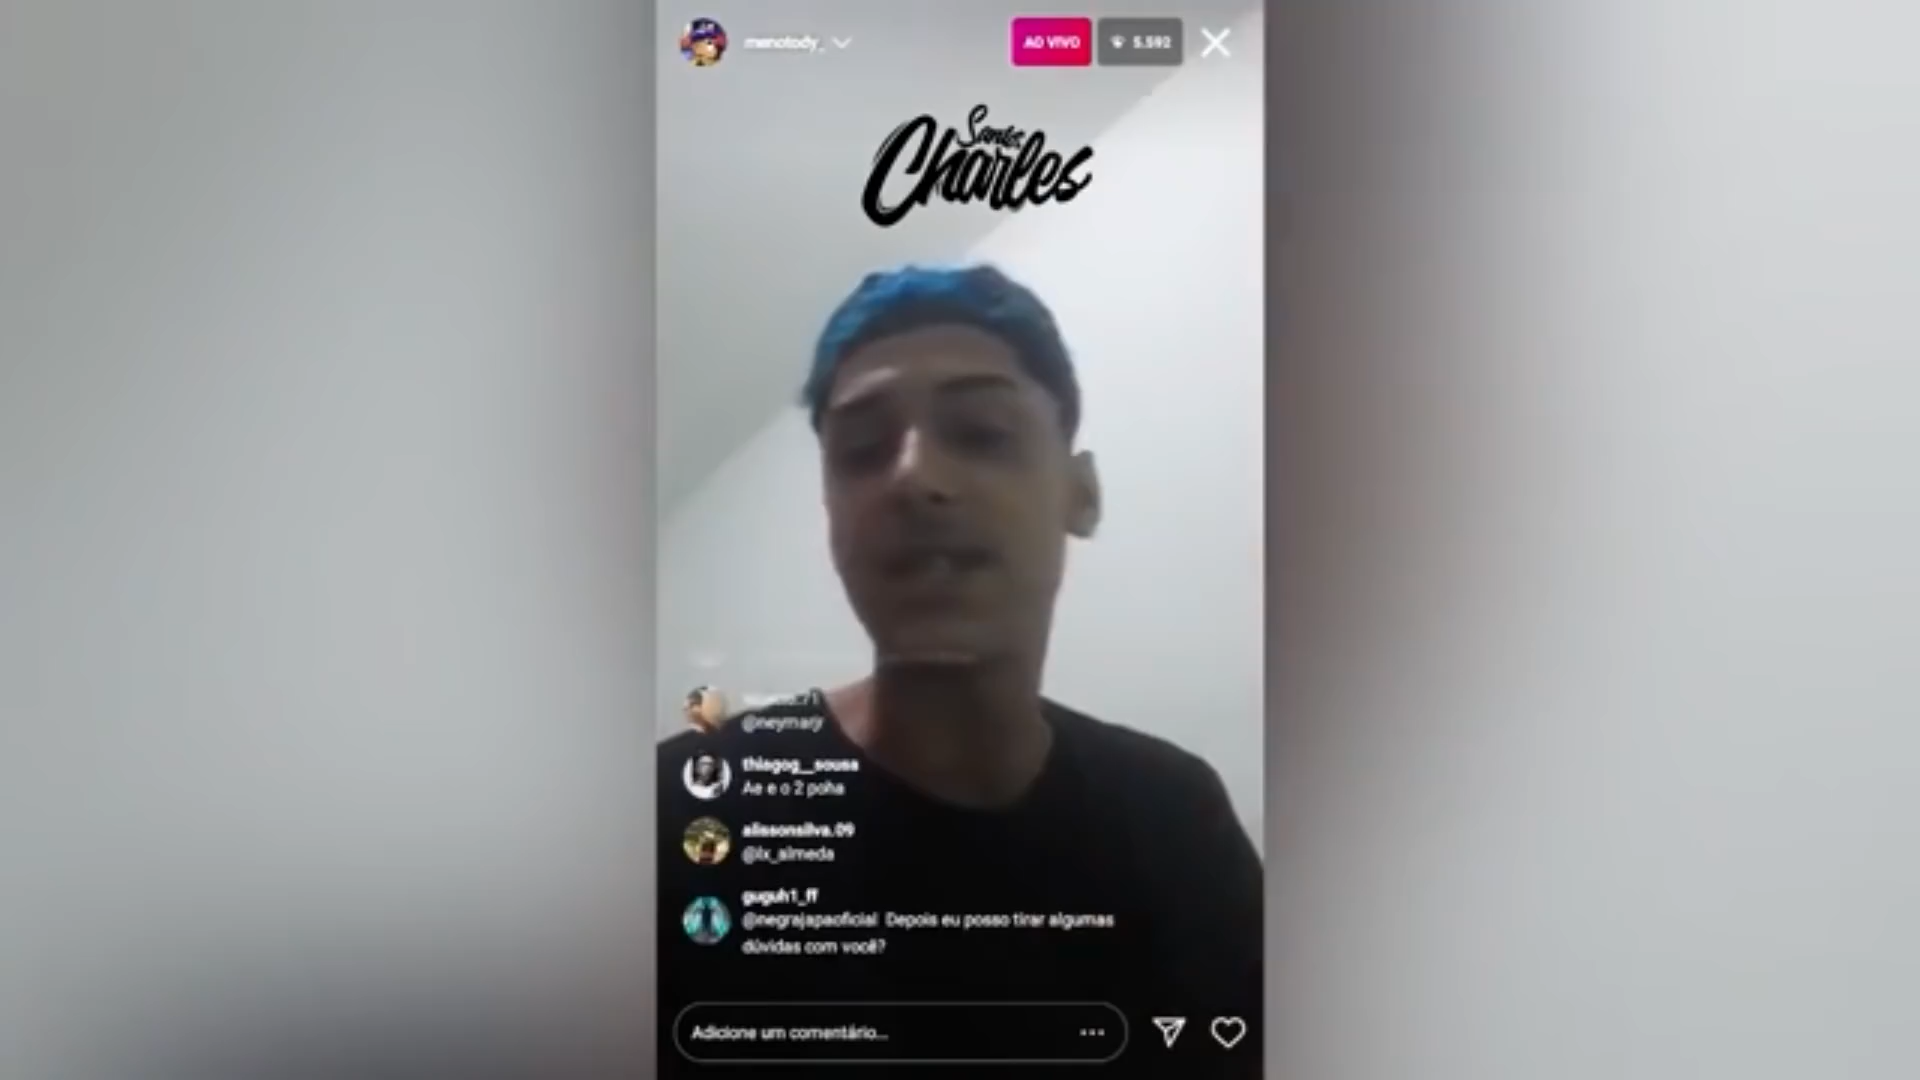 menotody_
AO VIVO
5.592
Santos
Charles
@neymarjr
thiagog__sousa
Ae e o 2 poha
alissonsilva.09
@lx_almeda
guguh1_ff
@negrajapaoficial Depois eu posso tirar algumas
dúvidas com você?
Adicione um comentário...